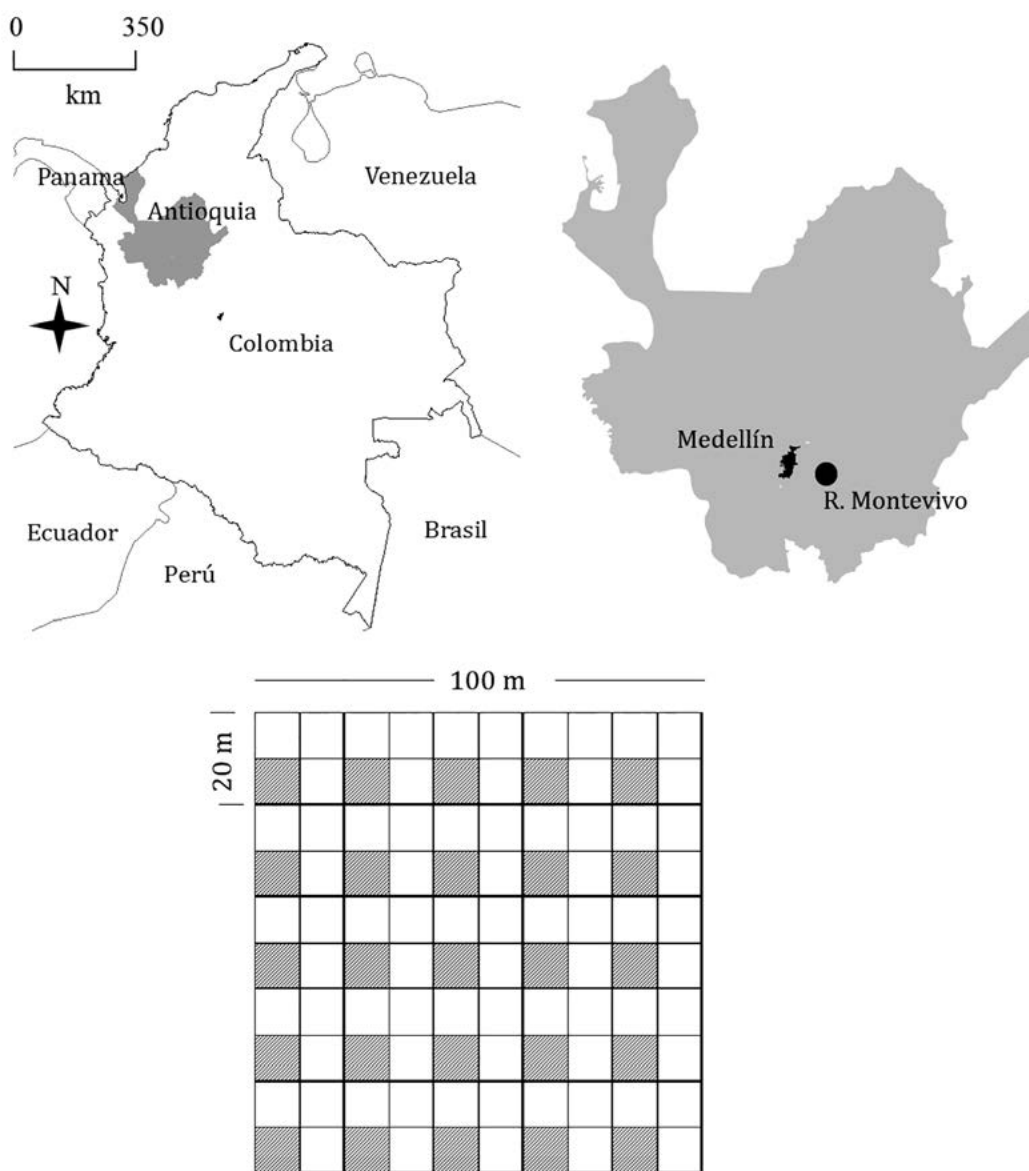 0 350
km
Panama
Antioquia
Venezuela
N
Colombia
Ecuador
Perú
Brasil
Medellín
R. Montevivo
100 m
20 m